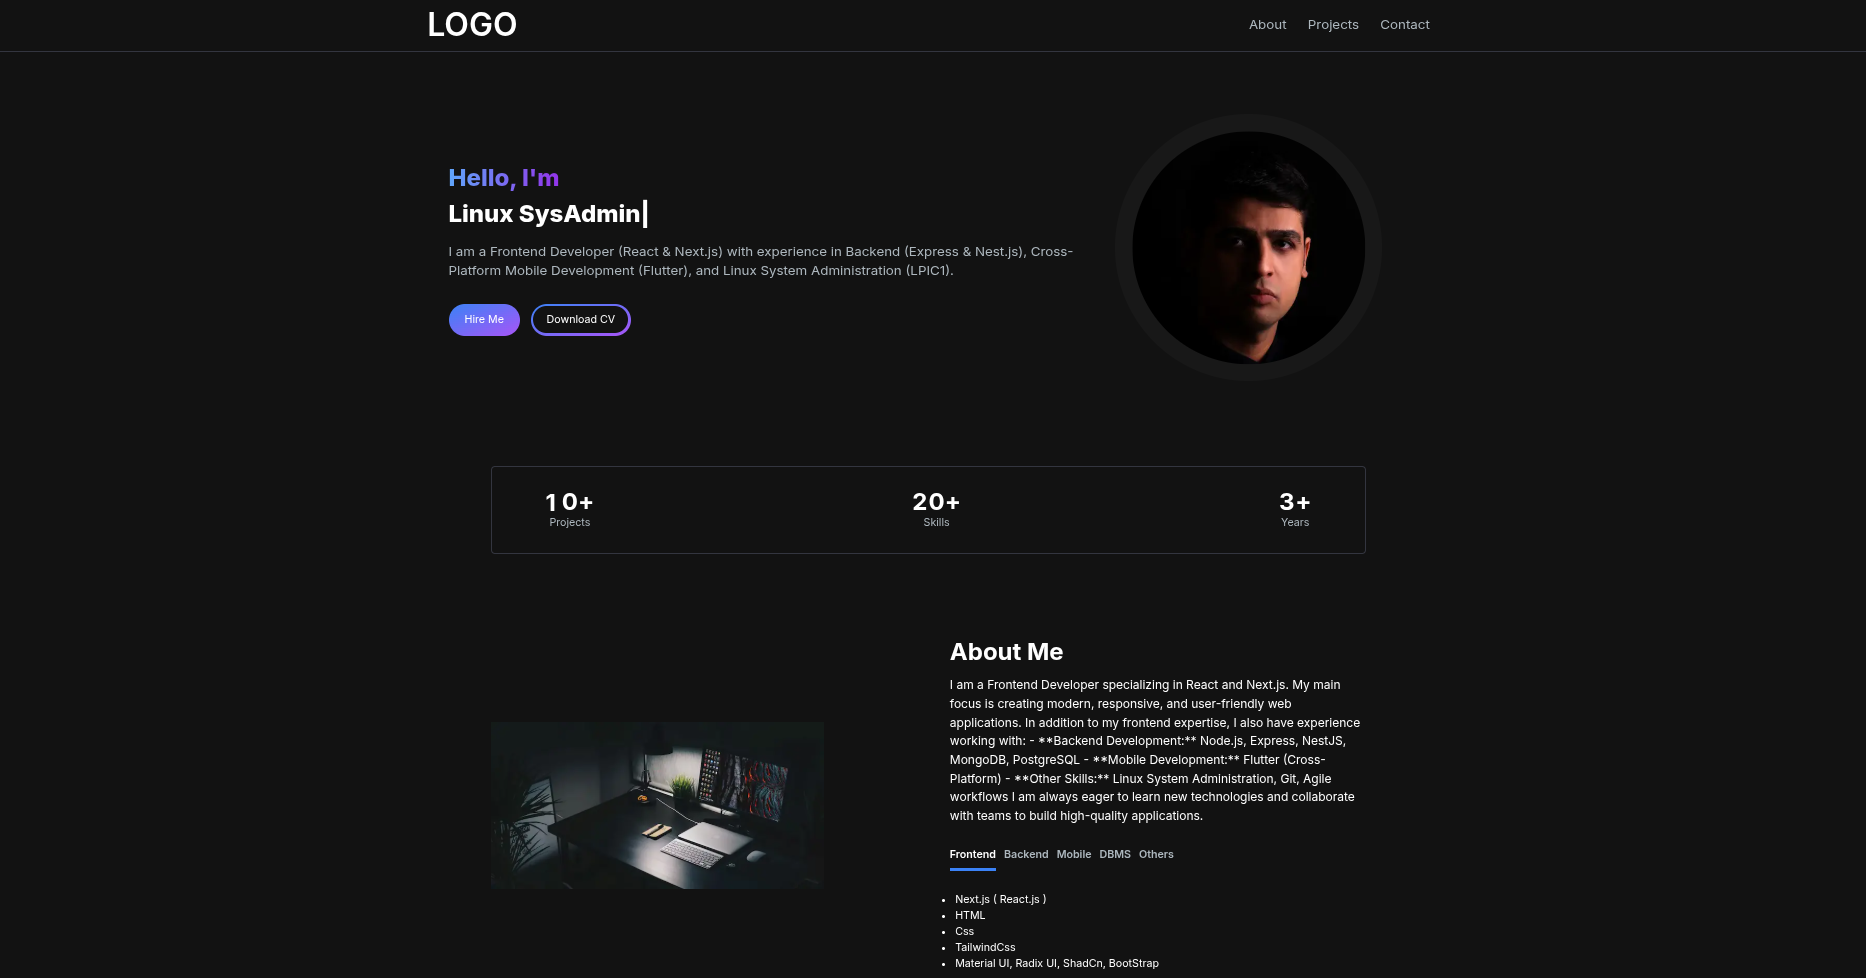 LOGO
About Projects Contact
Hello, I'm
Linux SysAdmin|
I am a Frontend Developer (React & Next.js) with experience in Backend (Express & Nest.js), Cross-
Platform Mobile Development (Flutter), and Linux System Administration (LPIC1).
Hire Me Download CV
10+ 20+ 3+
Projects Skills Years
About Me
I am a Frontend Developer specializing in React and Next.js. My main
focus is creating modern, responsive, and user-friendly web
applications. In addition to my frontend expertise, I also have experience
working with: - **Backend Development:** Node.js, Express, NestJS,
MongoDB, PostgreSQL - **Mobile Development:** Flutter (Cross-
Platform) - **Other Skills:** Linux System Administration, Git, Agile
workflows I am always eager to learn new technologies and collaborate
with teams to build high-quality applications.
Frontend Backend Mobile DBMS Others
• Next.js ( React.js )
• HTML
• Css
• TailwindCss
• Material UI, Radix UI, ShadCn, BootStrap